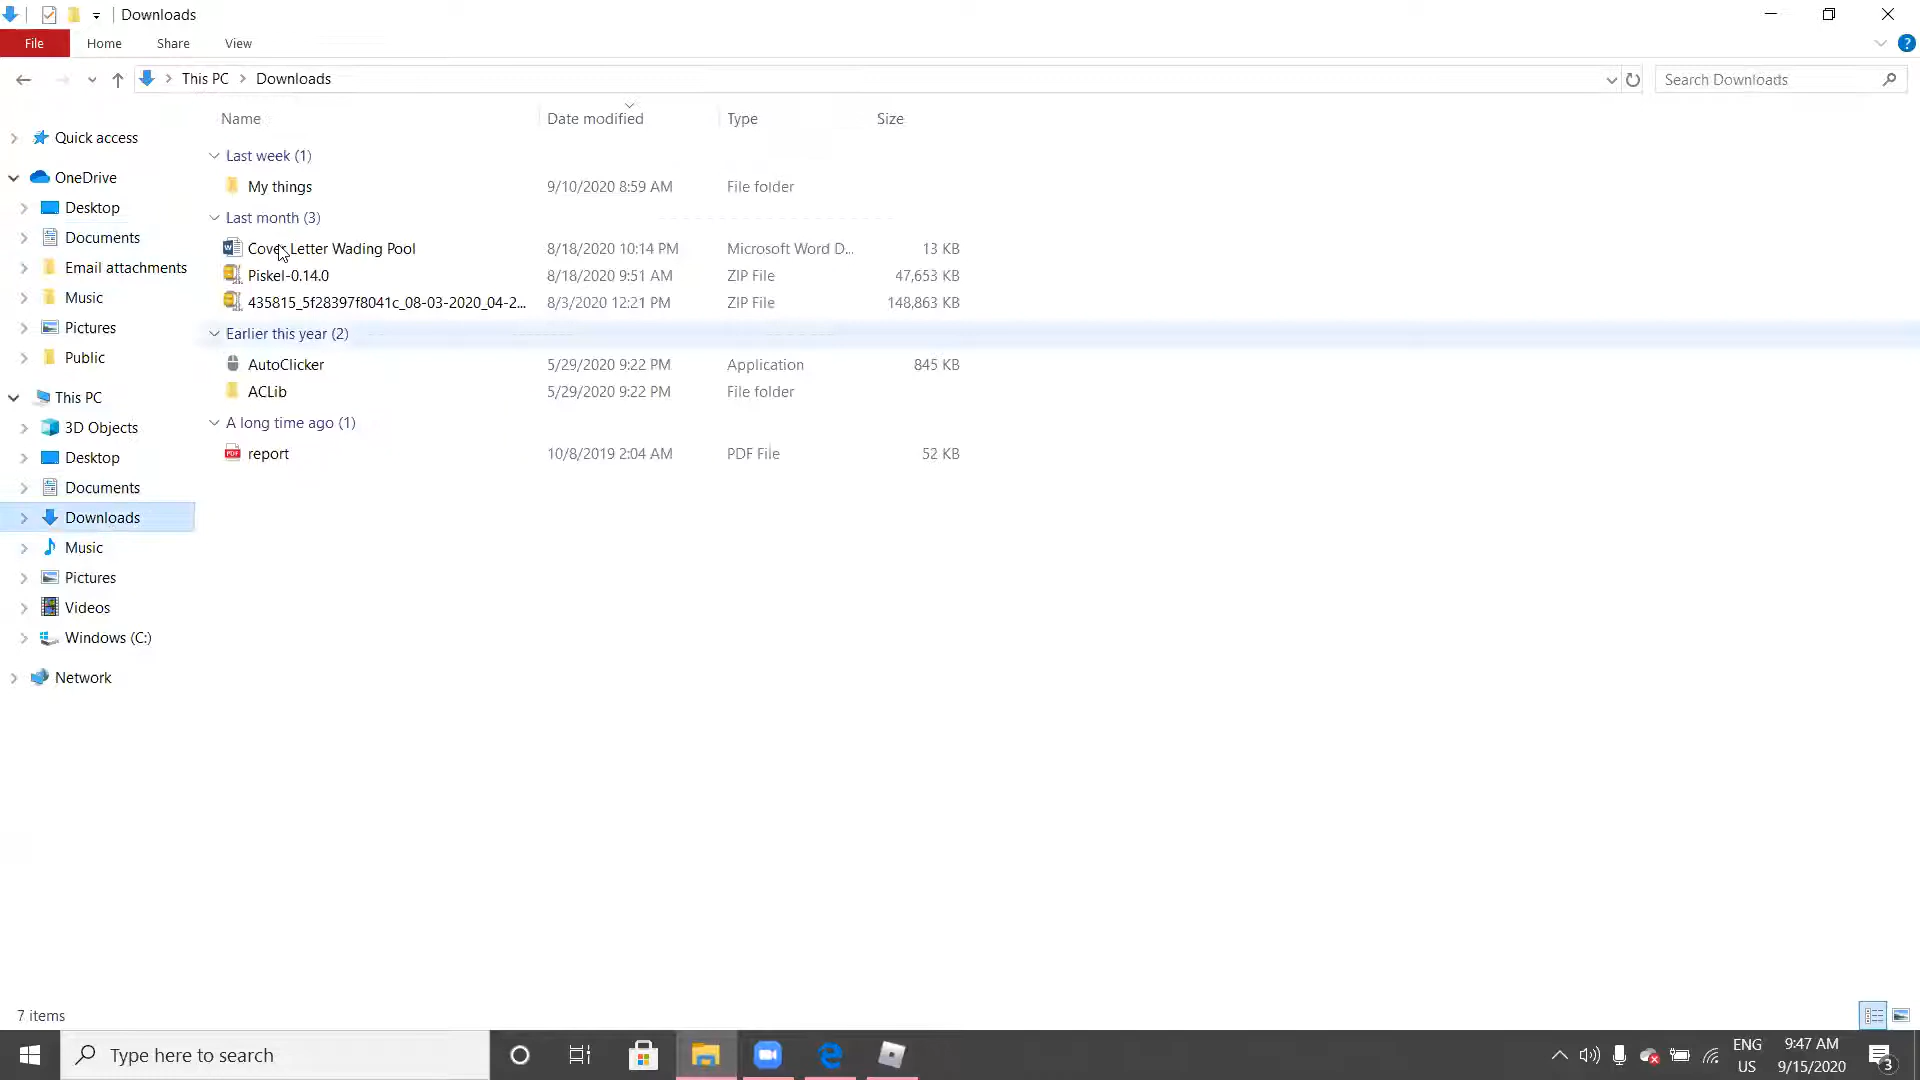 Downloads
File Home Share View
This PC Downloads Search Downloads
Name Date modified Type Size
Quick access
OneDrive
Desktop
Documents
Email attachments
Music
Pictures
Public
This PC
3D Objects
Desktop
Documents
Downloads
Music
Pictures
Videos
Windows (C:)
Network
Last week (1)
My things 9/10/2020 8:59 AM File folder
Last month (3)
Cover Letter Wading Pool 8/18/2020 10:14 PM Microsoft Word D... 13 KB
Piskel-0.14.0 8/18/2020 9:51 AM ZIP File 47,653 KB
435815_5f28397f8041c_08-03-2020_04-2... 8/3/2020 12:21 PM ZIP File 148,863 KB
Earlier this year (2)
AutoClicker 5/29/2020 9:22 PM Application 845 KB
ACLib 5/29/2020 9:22 PM File folder
A long time ago (1)
report 10/8/2019 2:04 AM PDF File 52 KB
7 items
Type here to search
ENG
US
9:47 AM
9/15/2020
3